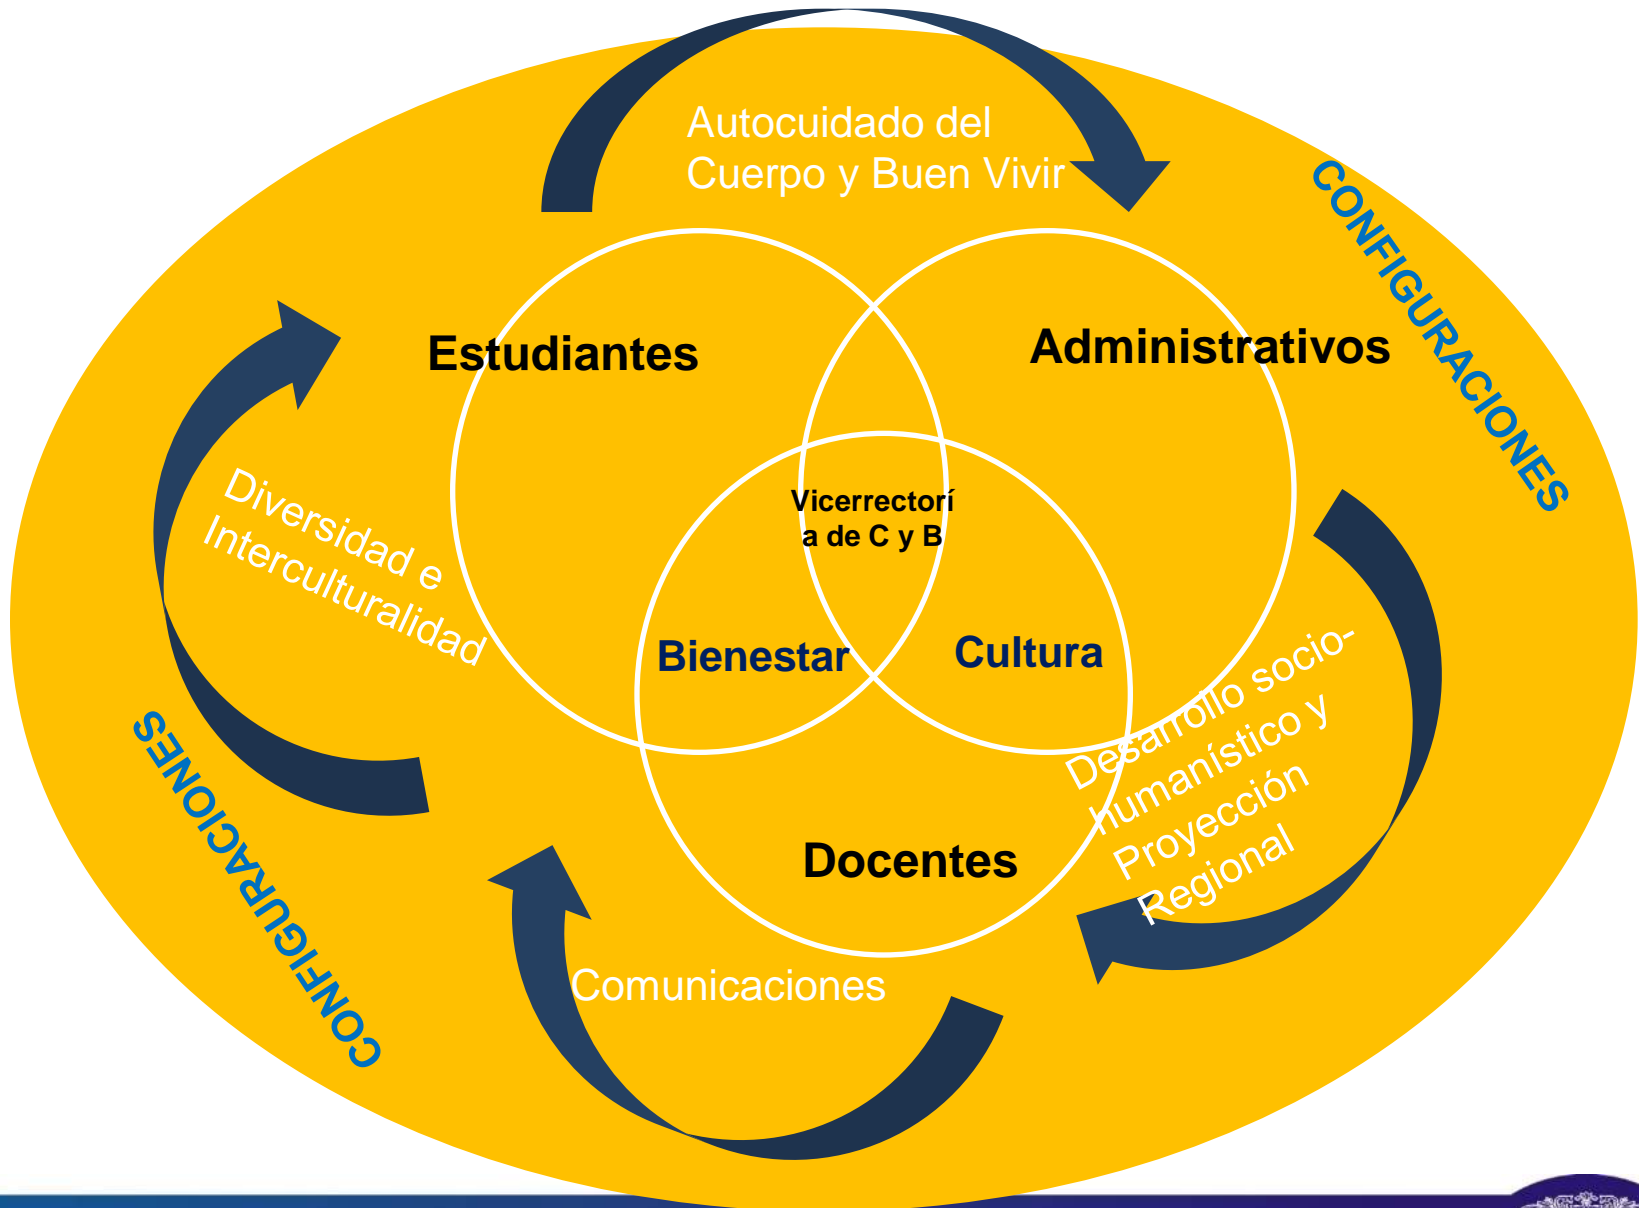 Autocuidado del
Cuerpo y Buen Vivir
CONFIGURACIONES
Estudiantes
Administrativos
Diversidad e
Interculturalidad
Vicerrectorí
a de C y B
Bienestar
Cultura
Desarrollo socio-
humanístico y
Proyección
Regional
CONFIGURACIONES
Docentes
Comunicaciones